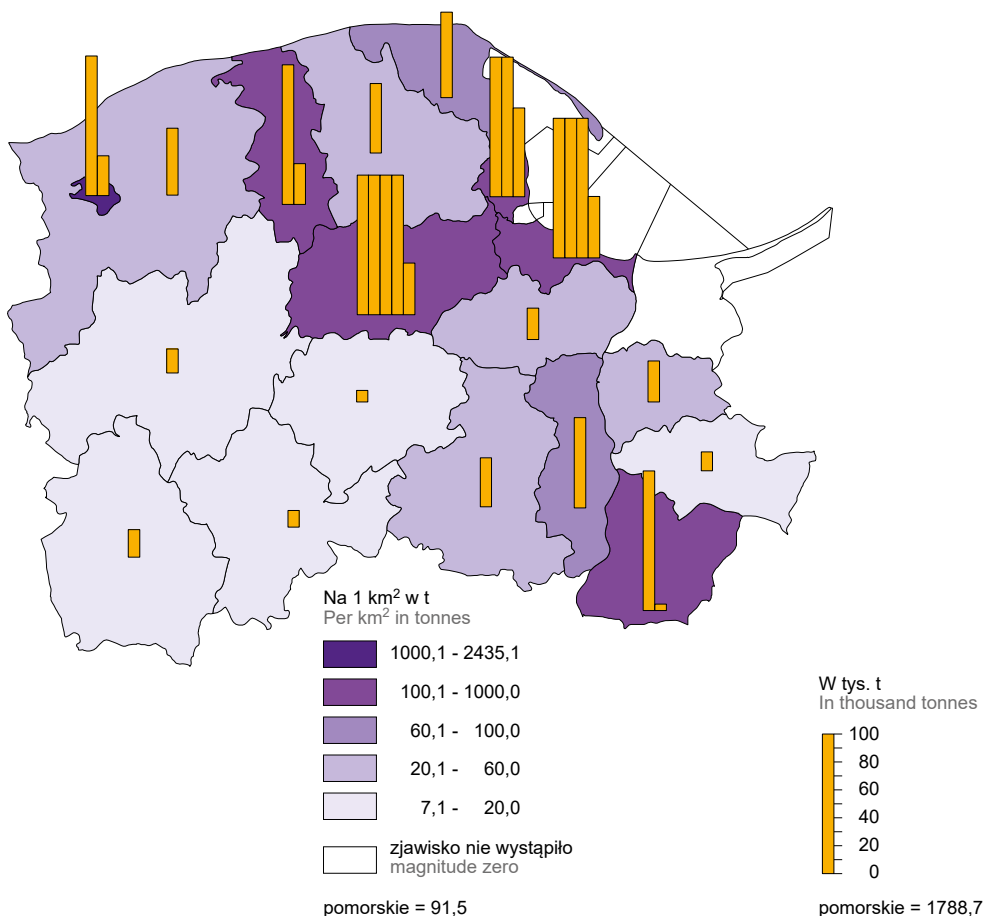 Na 1 km² w t
Per km² in tonnes
1000,1 - 2435,1
100,1 - 1000,0
60,1 - 100,0
20,1 - 60,0
7,1 - 20,0
zjawisko nie wystąpiło
magnitude zero
pomorskie = 91,5
W tys. t
In thousand tonnes
100
80
60
40
20
0
pomorskie = 1788,7